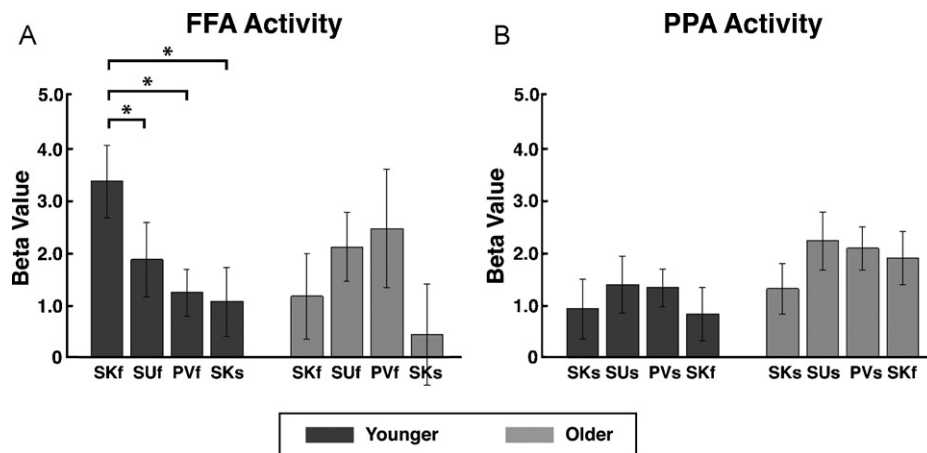 A
FFA Activity
*
*
*
Beta Value
5.0
4.0
3.0
2.0
1.0
0
SKf SUf PVf SKs
SKf SUf PVf SKs
B
PPA Activity
Beta Value
5.0
4.0
3.0
2.0
1.0
0
SKs SUs PVs SKf
SKs SUs PVs SKf
Younger Older